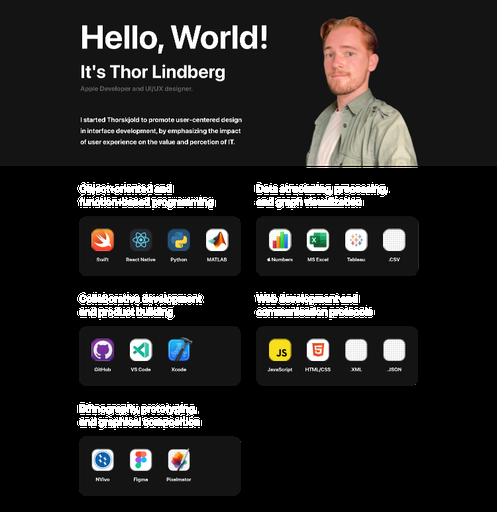 Hello, World!
It's Thor Lindberg
Apple Developer and UI/UX designer.
I started Thorskjold to promote user-centered design
in interface development, by emphasizing the impact
of user experience on the value and percetion of IT.
Object-oriented and
function-based programming
Swift
React Native
Python
MATLAB
Data structuring, processing,
and graph visualization
Numbers
MS Excel
Tableau
.CSV
Collaborative development
and product building
GitHub
VS Code
Xcode
Web development and
communication protocols
JS
JavaScript
HTML/CSS
.XML
.JSON
Ethnography, prototyping,
and graphical composition
NVivo
Figma
Pixelmator